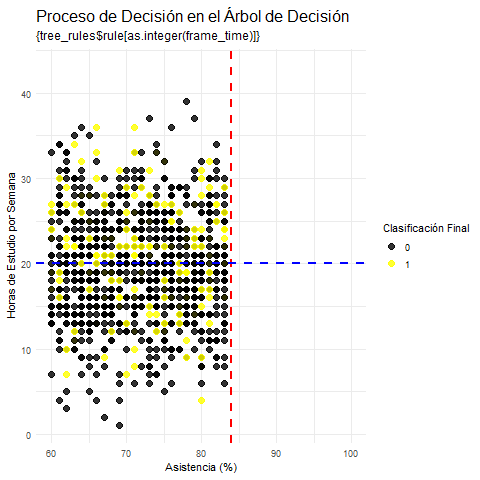 Proceso de Decisión en el Árbol de Decisión
{tree_rules$rule[as.integer(frame_time)]}
Horas de Estudio por Semana
40
30
20
10
0
60
70
80
90
100
Asistencia (%)
Clasificación Final
0
1